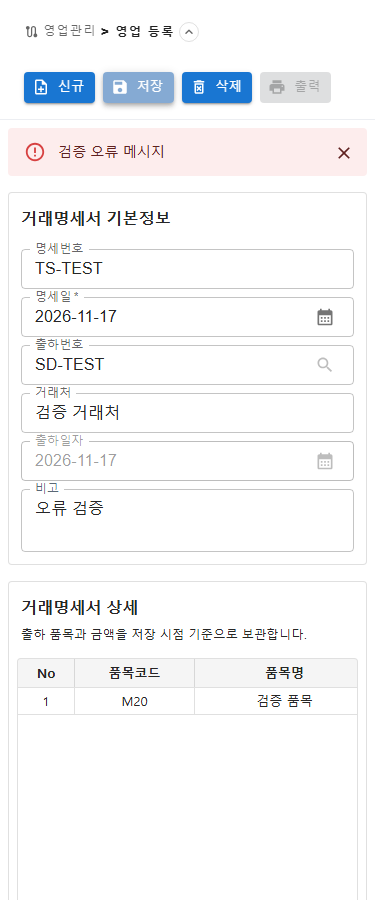 영업관리 > 영업 등록
신규 저장 삭제 출력
검증 오류 메시지
거래명세서 기본정보
명세번호
TS-TEST
명세일 *
2026-11-17
출하번호
SD-TEST
거래처
검증 거래처
출하일자
2026-11-17
비고
오류 검증
거래명세서 상세
출하 품목과 금액을 저장 시점 기준으로 보관합니다.
No 품목코드 품목명
1 M20 검증 품목